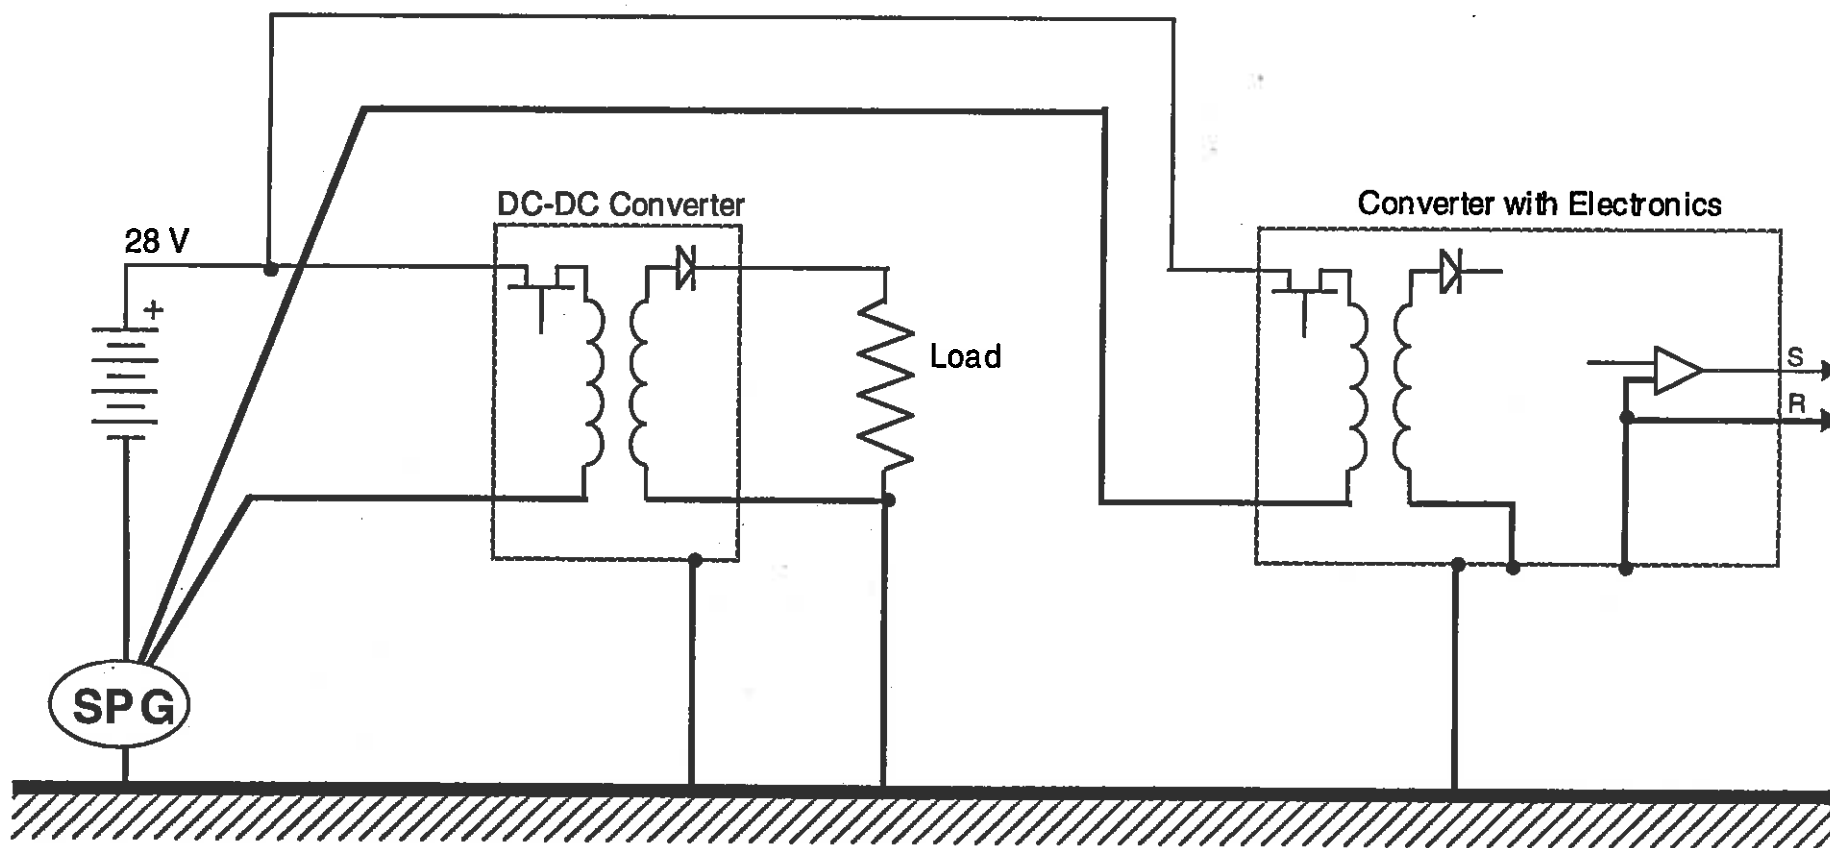 DC-DC Converter
Converter with Electronics
28 V
+
Load
S
R
SPG